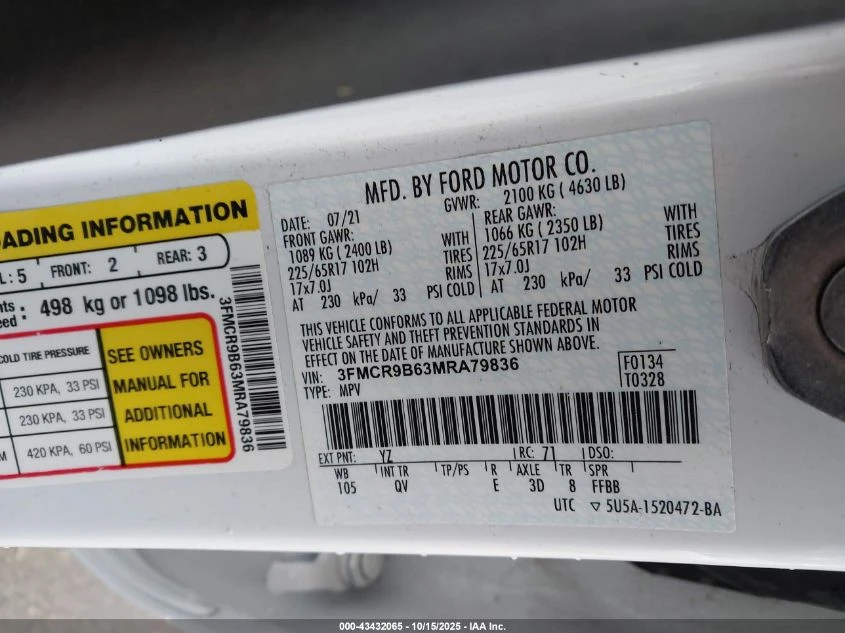 OADING INFORMATION
L: 5 FRONT: 2 REAR: 3
nts
eed: 498 kg or 1098 lbs.
COLD TIRE PRESSURE
230 KPA, 33 PSI
230 KPA, 33 PSI
M 420 KPA, 60 PSI
SEE OWNERS
MANUAL FOR
ADDITIONAL
INFORMATION
3FMCR9B63MRA79836
MFD. BY FORD MOTOR CO.
DATE: 07/21 GVWR: 2100 KG ( 4630 LB)
FRONT GAWR: REAR GAWR:
1089 KG ( 2400 LB) WITH 1066 KG ( 2350 LB) WITH
225/65R17 102H TIRES 225/65R17 102H TIRES
17x7.0J RIMS 17x7.0J RIMS
AT 230 kPa/ 33 PSI COLD AT 230 kPa/ 33 PSI COLD
THIS VEHICLE CONFORMS TO ALL APPLICABLE FEDERAL MOTOR
VEHICLE SAFETY AND THEFT PREVENTION STANDARDS IN
EFFECT ON THE DATE OF MANUFACTURE SHOWN ABOVE.
VIN: 3FMCR9B63MRA79836
TYPE: MPV
F0134
T0328
EXT PNT: YZ RC: 71 DSO:
WB INT TR TP/PS R AXLE TR SPR
105 QV E 3D 8 FFBB
UTC ▽ 5U5A-1520472-BA
000-43432065 - 10/15/2025 - IAA Inc.